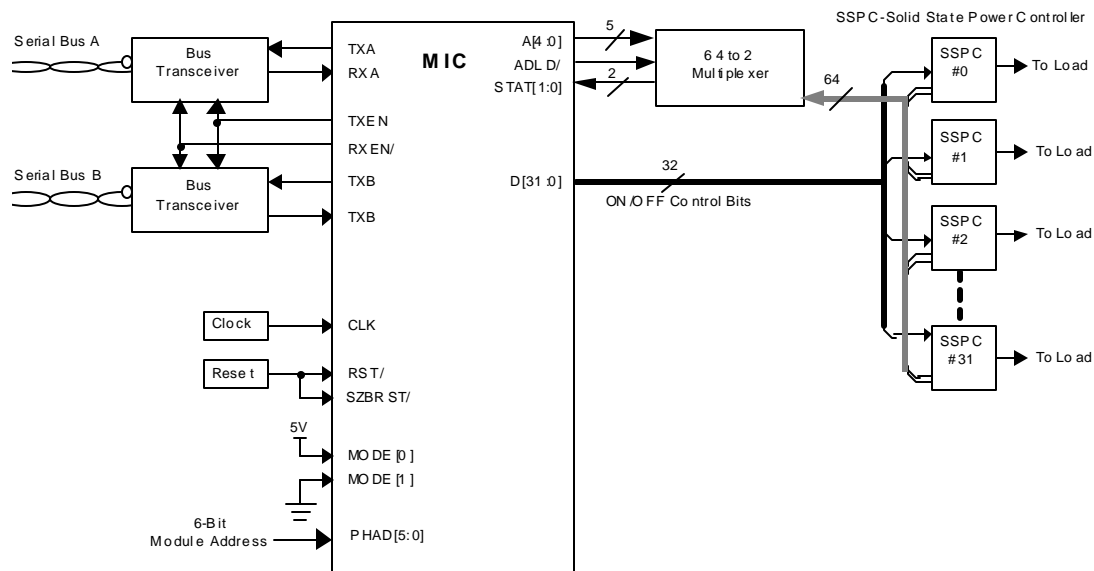 SSPC-Solid State Power Controller
Serial Bus A
Bus
Transceiver
TXA
RXA
MIC
A[4:0]
5
ADLD/
STAT[1:0]
2
64 to 2
Multiplexer
64
SSPC
#0
To Load
TXEN
RXEN/
SSPC
#1
To Load
Serial Bus B
Bus
Transceiver
TXB
TXB
D[31:0]
32
ON/OFF Control Bits
SSPC
#2
To Load
Clock
CLK
SSPC
#31
To Load
Reset
RST/
SZBRST/
5V
MODE[0]
MODE[1]
6-Bit
Module Address
PHAD[5:0]